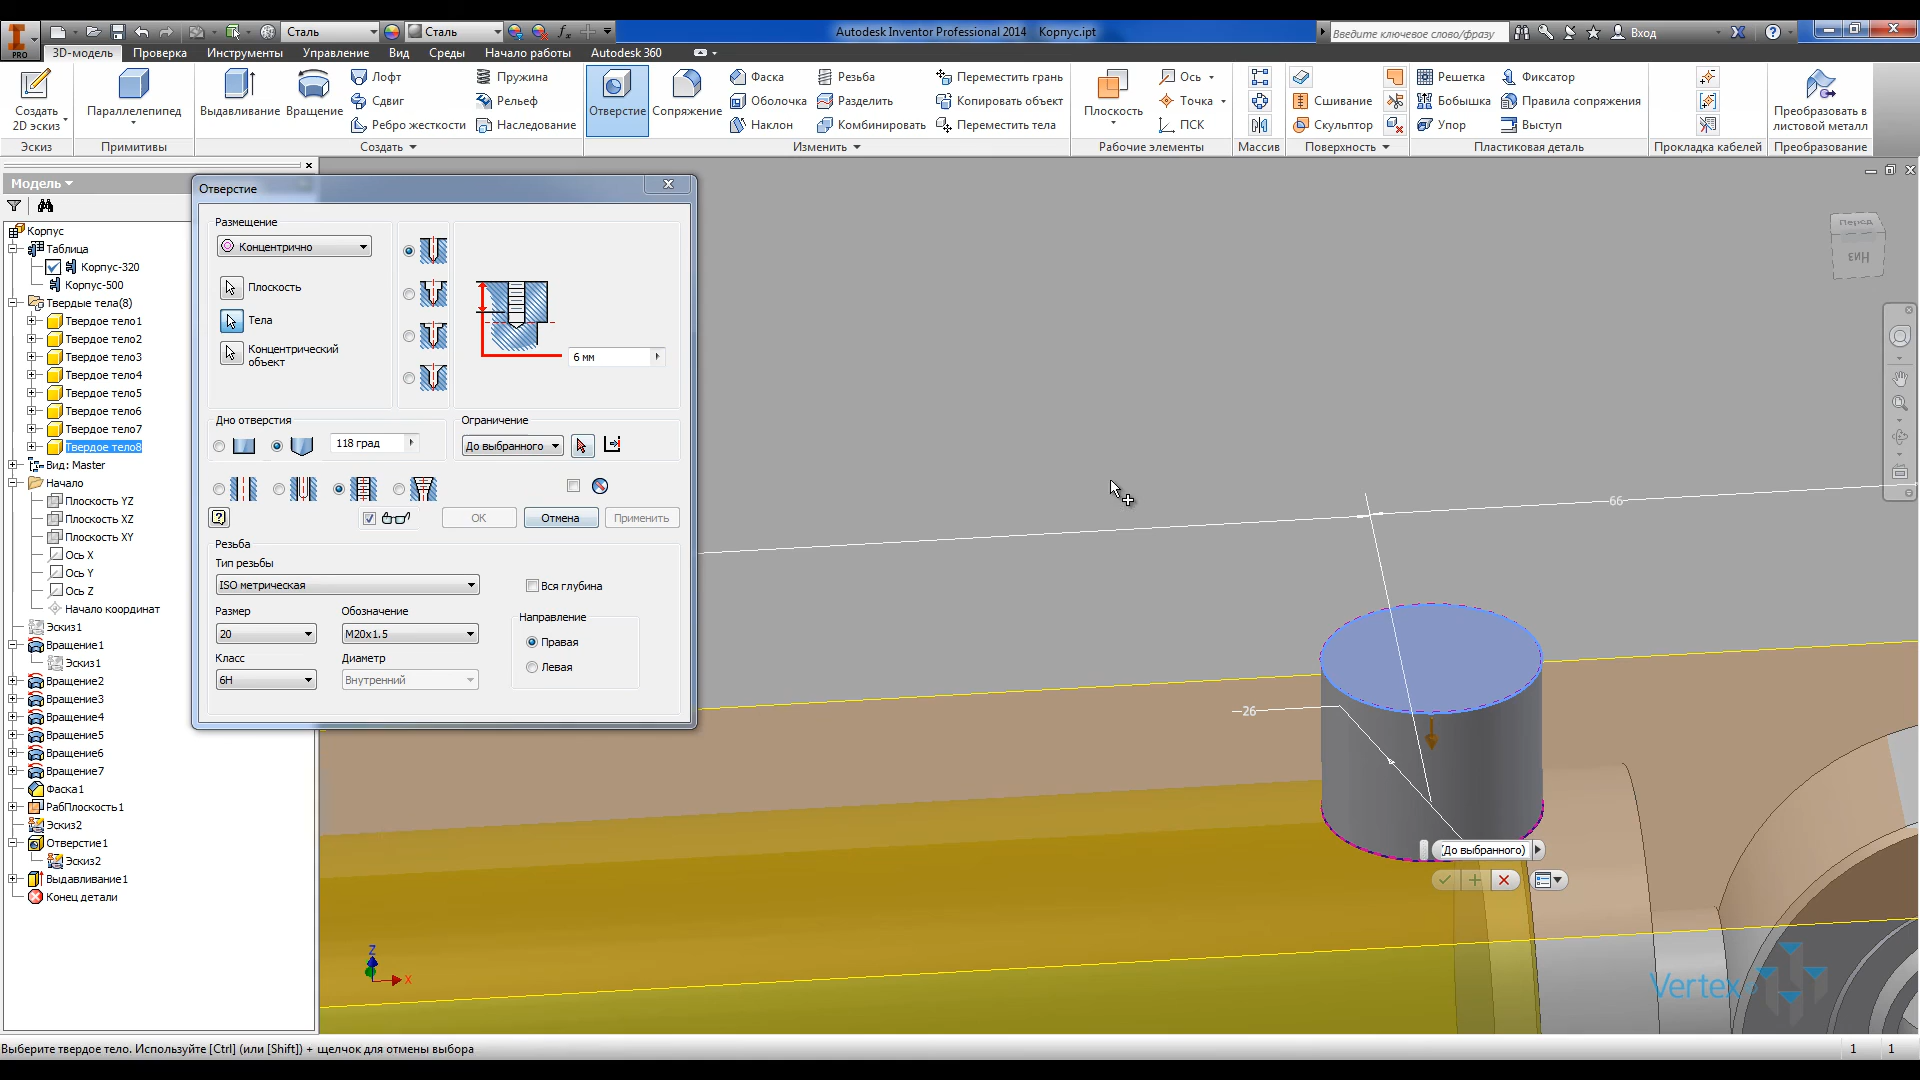 PRO
Сталь
Сталь
Autodesk Inventor Professional 2014 Корпус.ipt
Введите ключевое слово/фразу
Вход
3D-модель
Проверка
Инструменты
Управление
Вид
Среды
Начало работы
Autodesk 360
Создать
2D эскиз
Эскиз
Параллелепипед
Примитивы
Выдавливание
Вращение
Лофт
Сдвиг
Ребро жесткости
Пружина
Рельеф
Наследование
Создать
Отверстие
Сопряжение
Фаска
Оболочка
Наклон
Резьба
Разделить
Комбинировать
Переместить грань
Копировать объект
Переместить тела
Изменить
Плоскость
Ось
Точка
ПСК
Рабочие элементы
Массив
Сшивание
Скульптор
Поверхность
Решетка
Бобышка
Упор
Фиксатор
Правила сопряжения
Выступ
Пластиковая деталь
Прокладка кабелей
Преобразовать в
листовой металл
Преобразование
Модель
Корпус
Таблица
Корпус-320
Корпус-500
Твердые тела(8)
Твердое тело1
Твердое тело2
Твердое тело3
Твердое тело4
Твердое тело5
Твердое тело6
Твердое тело7
Твердое тело8
Вид: Master
Начало
Плоскость YZ
Плоскость XZ
Плоскость XY
Ось X
Ось Y
Ось Z
Начало координат
Эскиз1
Вращение1
Эскиз1
Вращение2
Вращение3
Вращение4
Вращение5
Вращение6
Вращение7
Фаска1
РабПлоскость1
Эскиз2
Отверстие1
Эскиз2
Выдавливание1
Конец детали
Отверстие
Размещение
Концентрично
Плоскость
Тела
Концентрический
объект
6 мм
Дно отверстия
118 град
Ограничение
До выбранного
OK
Отмена
Применить
Резьба
Тип резьбы
ISO метрическая
Вся глубина
Размер
Обозначение
20
M20x1.5
Направление
Правая
Левая
Класс
Диаметр
6H
Внутренний
Перед
Низ
66
26
(До выбранного)
Z
X
Vertex
Выберите твердое тело. Используйте [Ctrl] (или [Shift]) + щелчок для отмены выбора
1 1